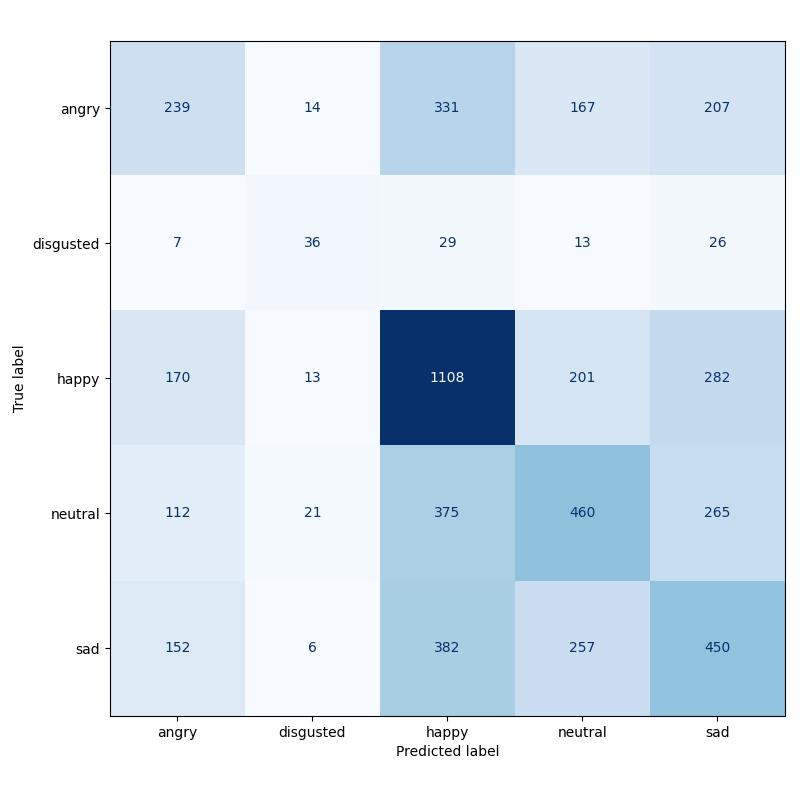 angry 239 14 331 167 207
disgusted 7 36 29 13 26
happy 170 13 1108 201 282
neutral 112 21 375 460 265
sad 152 6 382 257 450
True label
angry disgusted happy neutral sad
Predicted label